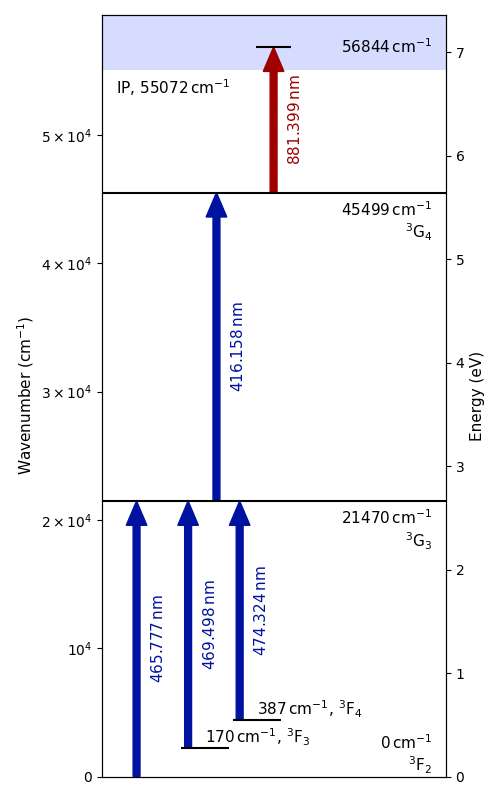 56844 cm⁻¹
7
IP, 55072 cm⁻¹
881.399 nm
5 × 10⁴
6
45499 cm⁻¹
³G₄
5
4 × 10⁴
416.158 nm
4
3 × 10⁴
Wavenumber (cm⁻¹)
Energy (eV)
3
2 × 10⁴
21470 cm⁻¹
³G₃
2
465.777 nm
469.498 nm
474.324 nm
10⁴
1
387 cm⁻¹, ³F₄
170 cm⁻¹, ³F₃
0 cm⁻¹
³F₂
0
0